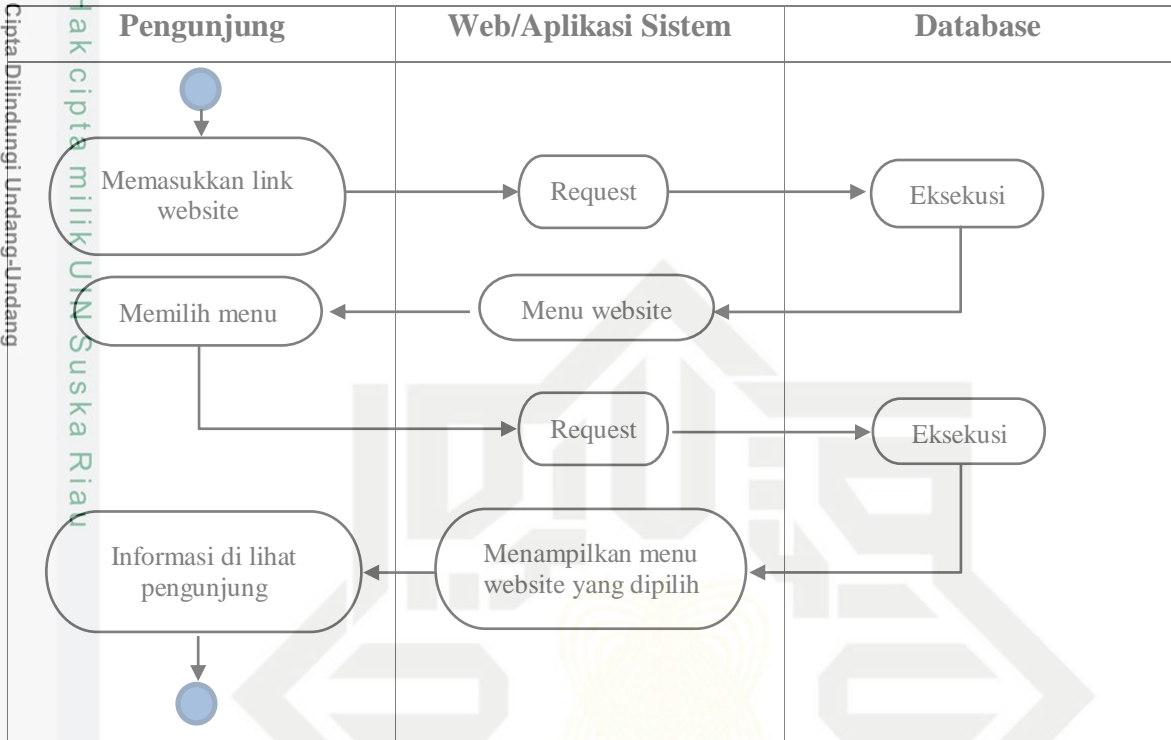 Pengunjung
Web/Aplikasi Sistem
Database
Memasukkan link
website
Request
Eksekusi
Memilih menu
Menu website
Request
Eksekusi
Informasi di lihat
pengunjung
Menampilkan menu
website yang dipilih
Hak cipta milik UIN Suska Riau
Cipta Dilindungi Undang-Undang